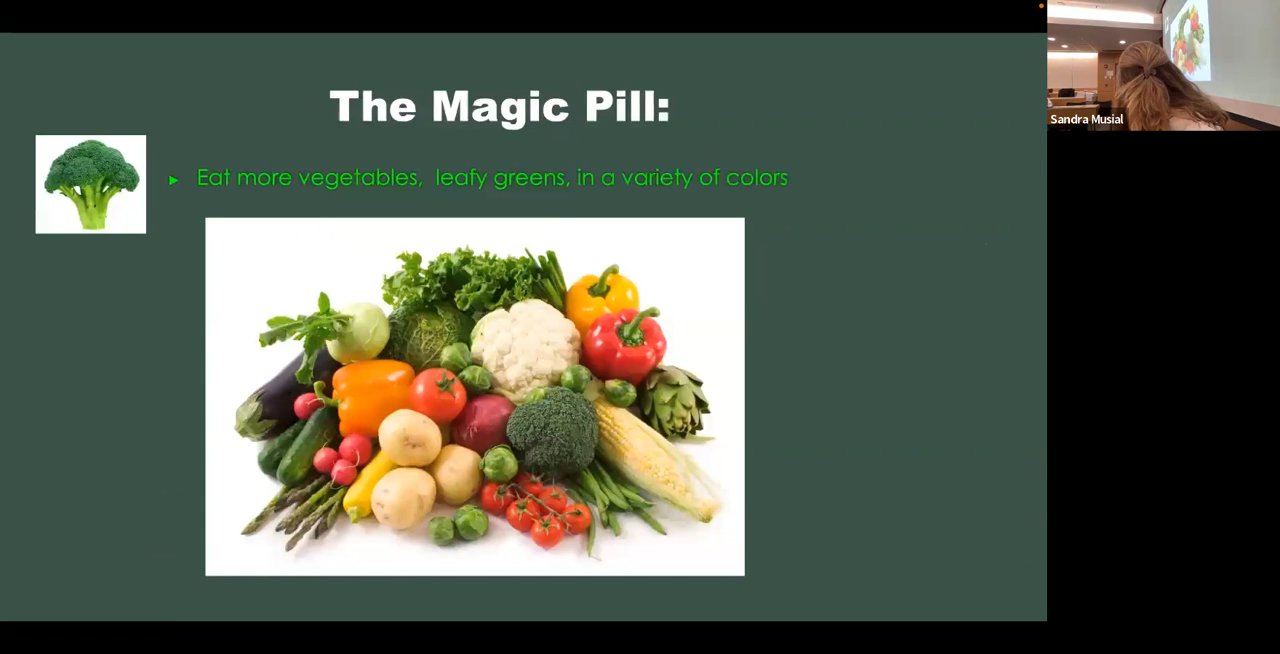 The Magic Pill:
► Eat more vegetables, leafy greens, in a variety of colors
Sandra Musial